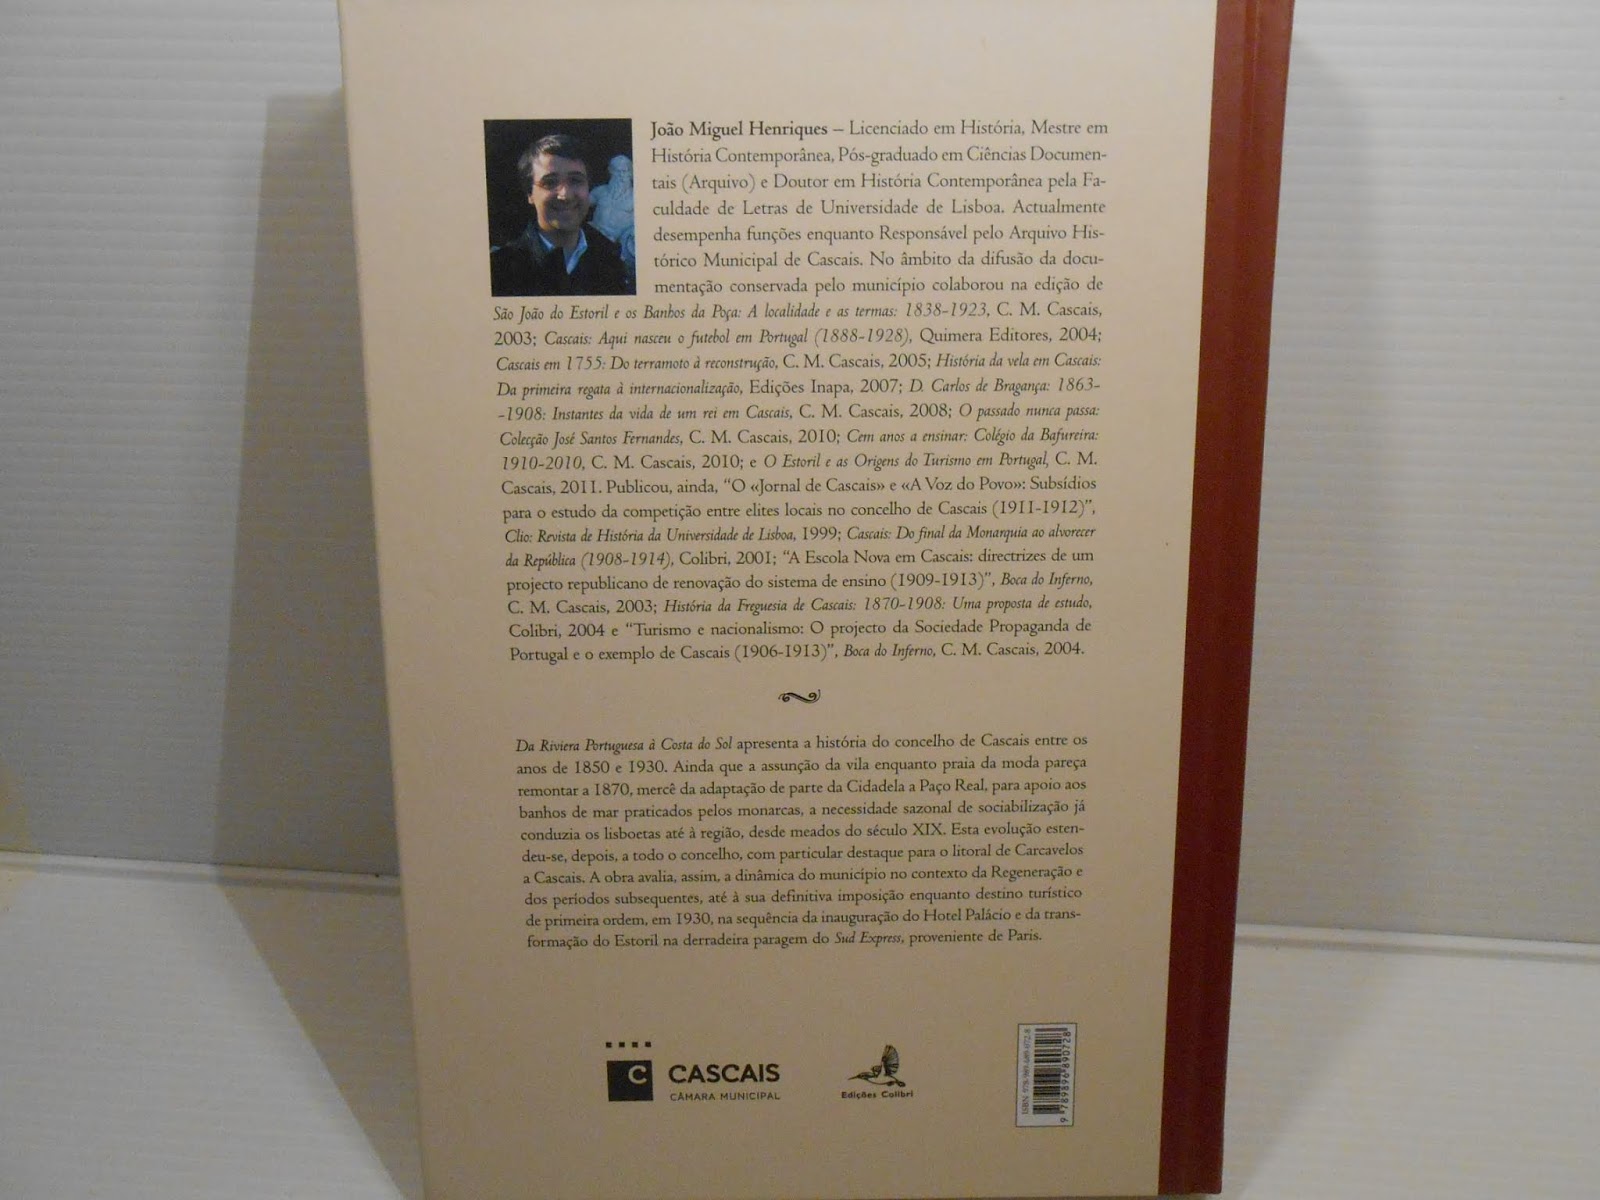 João Miguel Henriques – Licenciado em História, Mestre em
História Contemporânea, Pós-graduado em Ciências Documen-
tais (Arquivo) e Doutor em História Contemporânea pela Fa-
culdade de Letras de Universidade de Lisboa. Actualmente
desempenha funções enquanto Responsável pelo Arquivo His-
tórico Municipal de Cascais. No âmbito da difusão da docu-
mentação conservada pelo município colaborou na edição de
São João do Estoril e os Banhos da Poça: A localidade e as termas: 1838-1923, C. M. Cascais,
2003; Cascais: Aqui nasceu o futebol em Portugal (1888-1928), Quimera Editores, 2004;
Cascais em 1755: Do terramoto à reconstrução, C. M. Cascais, 2005; História da vela em Cascais:
Da primeira regata à internacionalização, Edições Inapa, 2007; D. Carlos de Bragança: 1863-
-1908: Instantes da vida de um rei em Cascais, C. M. Cascais, 2008; O passado nunca passa:
Colecção José Santos Fernandes, C. M. Cascais, 2010; Cem anos a ensinar: Colégio da Bafureira:
1910-2010, C. M. Cascais, 2010; e O Estoril e as Origens do Turismo em Portugal, C. M.
Cascais, 2011. Publicou, ainda, “O «Jornal de Cascais» e «A Voz do Povo»: Subsídios
para o estudo da competição entre elites locais no concelho de Cascais (1911-1912)”,
Clio: Revista de História da Universidade de Lisboa, 1999; Cascais: Do final da Monarquia ao alvorecer
da República (1908-1914), Colibri, 2001; “A Escola Nova em Cascais: directrizes de um
projecto republicano de renovação do sistema de ensino (1909-1913)”, Boca do Inferno,
C. M. Cascais, 2003; História da Freguesia de Cascais: 1870-1908: Uma proposta de estudo,
Colibri, 2004 e “Turismo e nacionalismo: O projecto da Sociedade Propaganda de
Portugal e o exemplo de Cascais (1906-1913)”, Boca do Inferno, C. M. Cascais, 2004.
Da Riviera Portuguesa à Costa do Sol apresenta a história do concelho de Cascais entre os
anos de 1850 e 1930. Ainda que a assunção da vila enquanto praia da moda pareça
remontar a 1870, mercê da adaptação de parte da Cidadela a Paço Real, para apoio aos
banhos de mar praticados pelos monarcas, a necessidade sazonal de sociabilização já
conduzia os lisboetas até à região, desde meados do século XIX. Esta evolução esten-
deu-se, depois, a todo o concelho, com particular destaque para o litoral de Carcavelos
a Cascais. A obra avalia, assim, a dinâmica do município no contexto da Regeneração e
dos períodos subsequentes, até à sua definitiva imposição enquanto destino turístico
de primeira ordem, em 1930, na sequência da inauguração do Hotel Palácio e da trans-
formação do Estoril na derradeira paragem do Sud Express, proveniente de Paris.
C CASCAIS
CÂMARA MUNICIPAL
Edições Colibri
ISBN 978-989-689-072-8
9 789896 890728